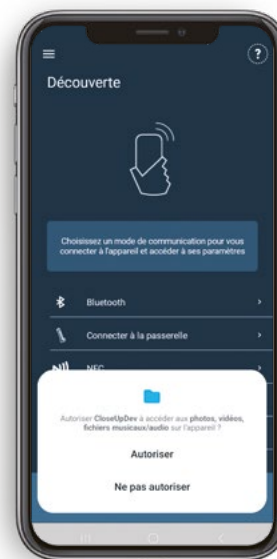 ?
Découverte
Choisissez un mode de communication pour vous
connecter à l'appareil et accéder à ses paramètres
Bluetooth
Connecter à la passerelle
NFC
Autoriser CloseUpDev à accéder aux photos, vidéos,
fichiers musicaux/audio sur l'appareil ?
Autoriser
Ne pas autoriser